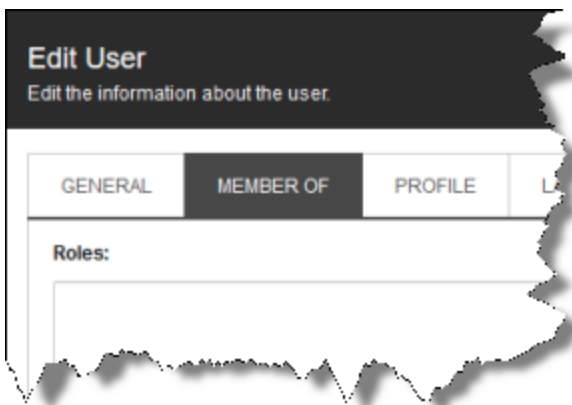 Edit User
Edit the information about the user.
GENERAL MEMBER OF PROFILE
Roles: